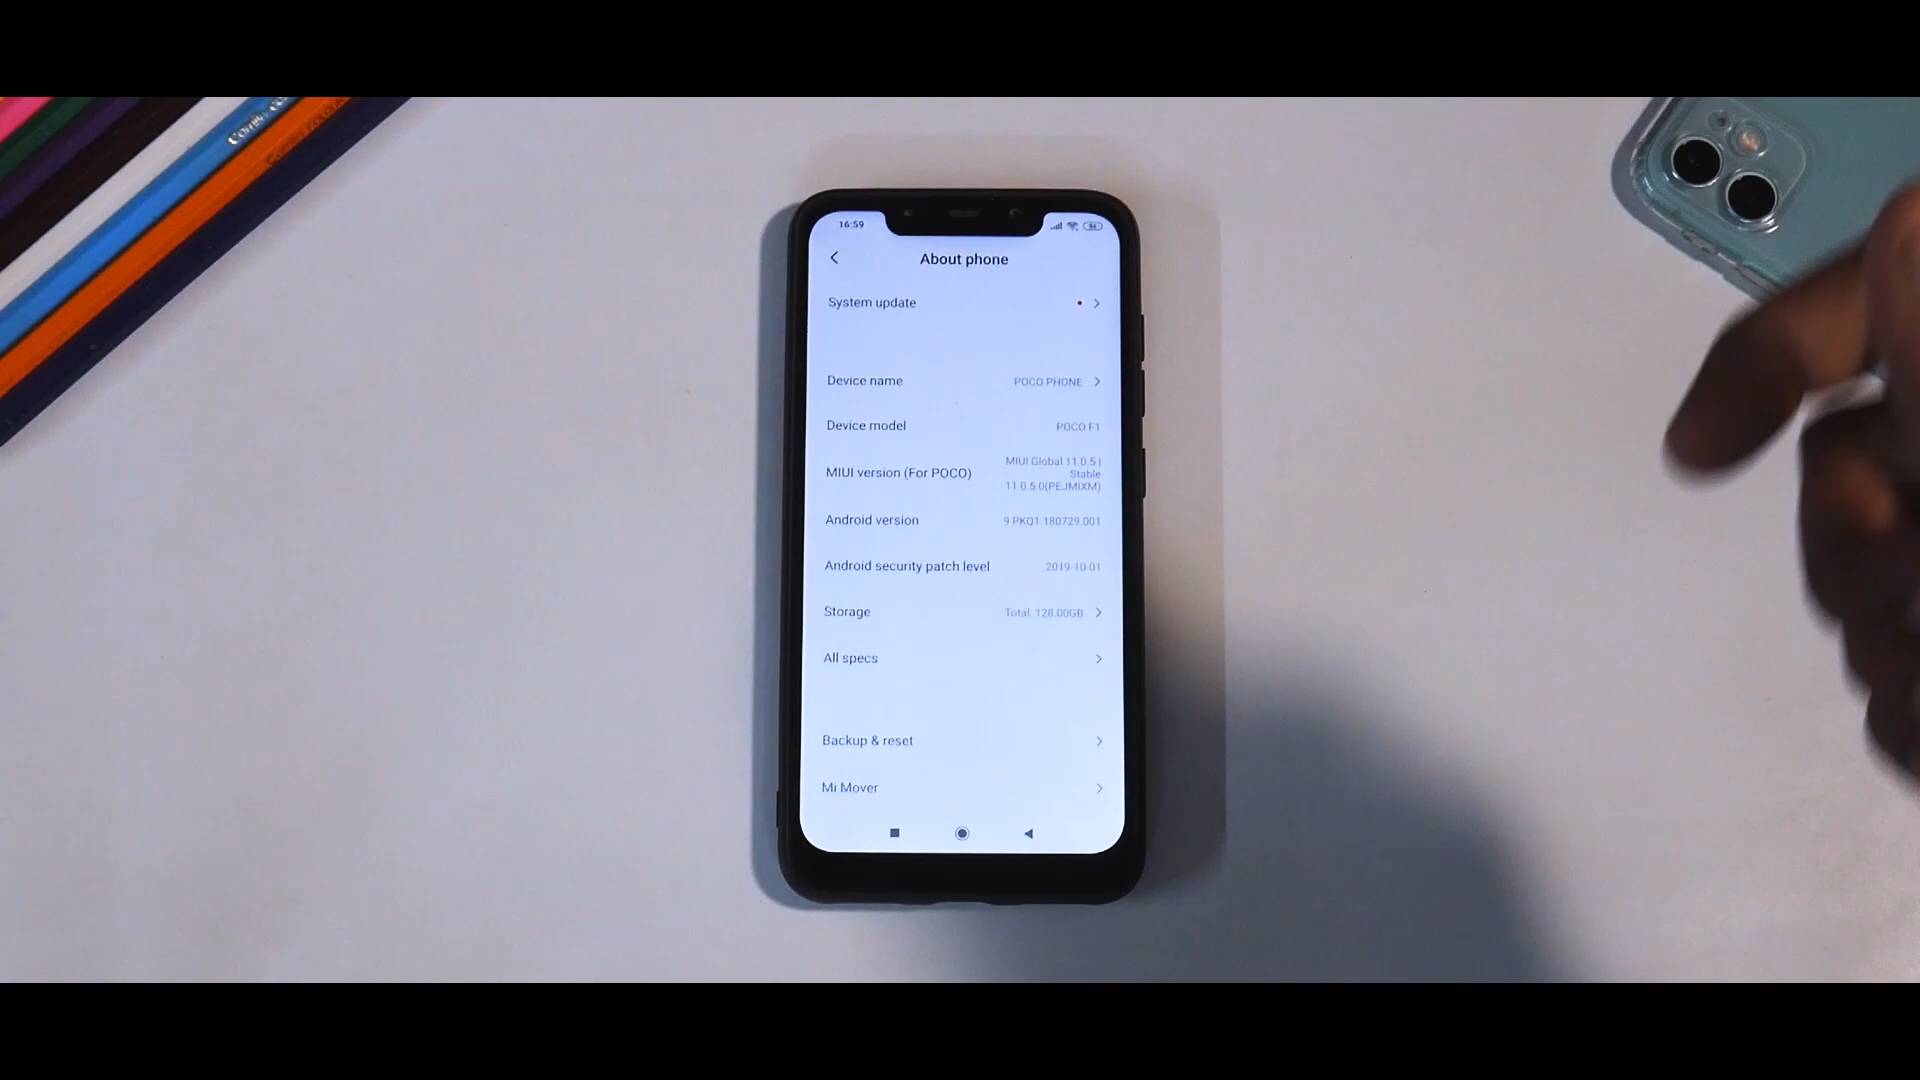 16:59
About phone
System update
Device name POCO PHONE
Device model POCO F1
MIUI version (For POCO) MIUI Global 11.0.5 |
Stable
11.0.5.0(PEJMIXM)
Android version 9 PKQ1.180729.001
Android security patch level 2019-10-01
Storage Total: 128.00GB
All specs
Backup & reset
Mi Mover